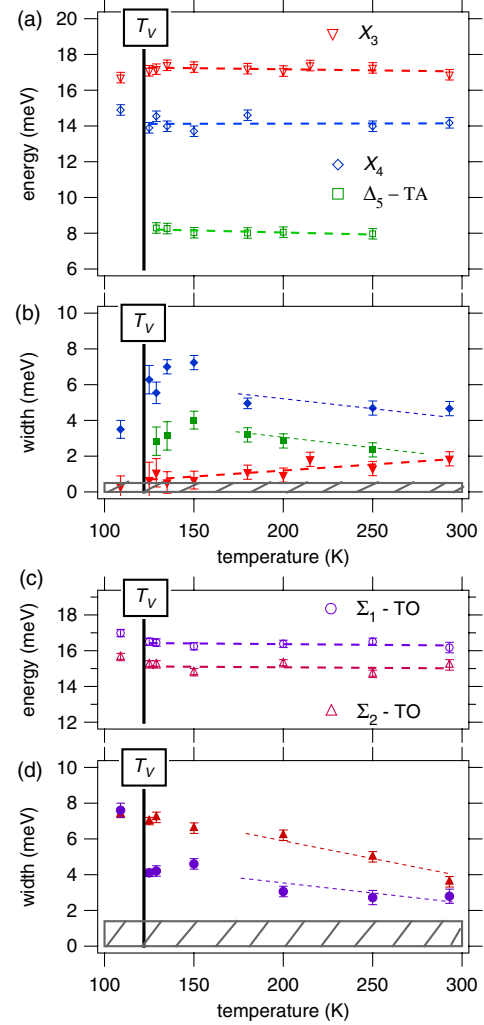 (a)
T_V
20
18
16
14
12
10
8
6
energy (meV)
X_3
X_4
Δ_5 – TA
(b)
T_V
10
8
6
4
2
0
width (meV)
100 150 200 250 300
temperature (K)
(c)
T_V
18
16
14
12
energy (meV)
Σ_1 - TO
Σ_2 - TO
(d)
T_V
10
8
6
4
2
0
width (meV)
100 150 200 250 300
temperature (K)